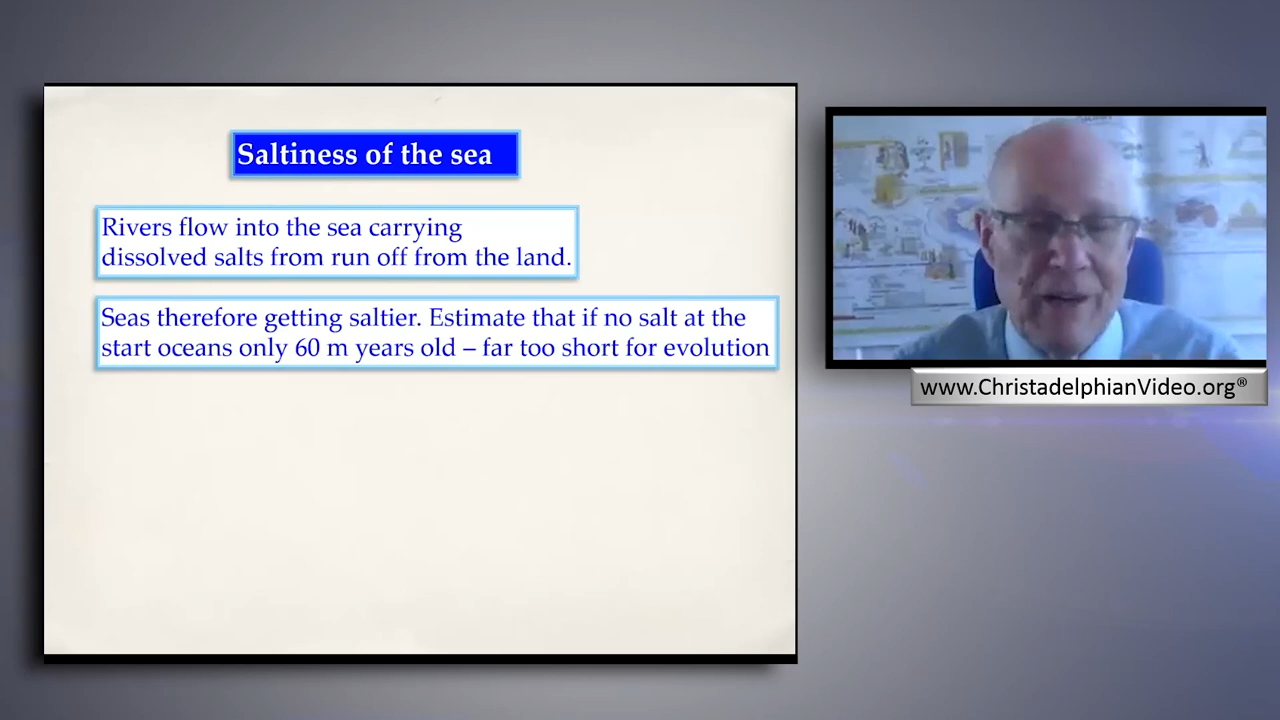 Saltiness of the sea
Rivers flow into the sea carrying
dissolved salts from run off from the land.
Seas therefore getting saltier. Estimate that if no salt at the
start oceans only 60 m years old – far too short for evolution
www.ChristadelphianVideo.org®